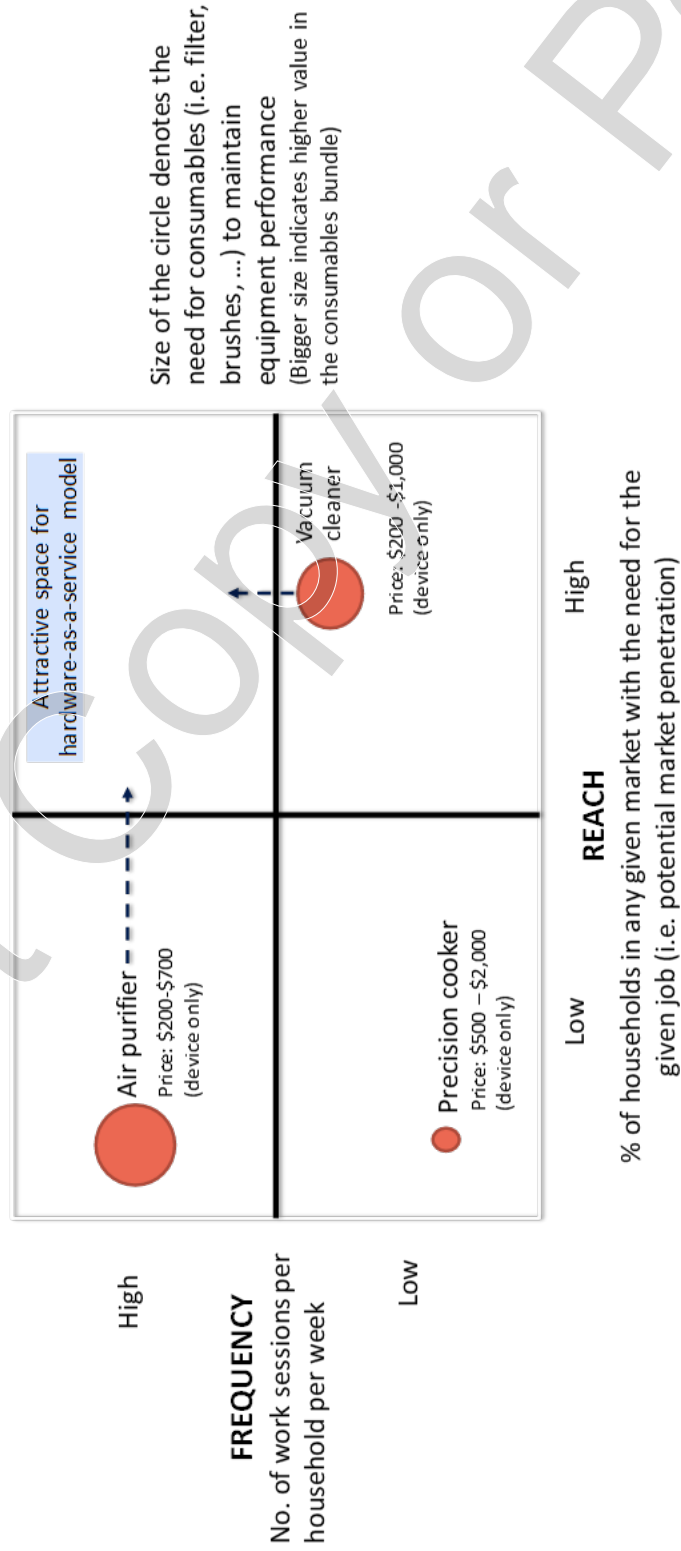 Attractive space for
hardware-as-a-service model
Size of the circle denotes the
need for consumables (i.e. filter,
brushes, ...) to maintain
equipment performance
(Bigger size indicates higher value in
the consumables bundle)
High
Air purifier
Price: $200-$700
(device only)
Vacuum
cleaner
Price: $200 -$1,000
(device only)
FREQUENCY
No. of work sessions per
household per week
Low
Precision cooker
Price: $500 – $2,000
(device only)
Low
High
REACH
% of households in any given market with the need for the
given job (i.e. potential market penetration)
t Copy or P